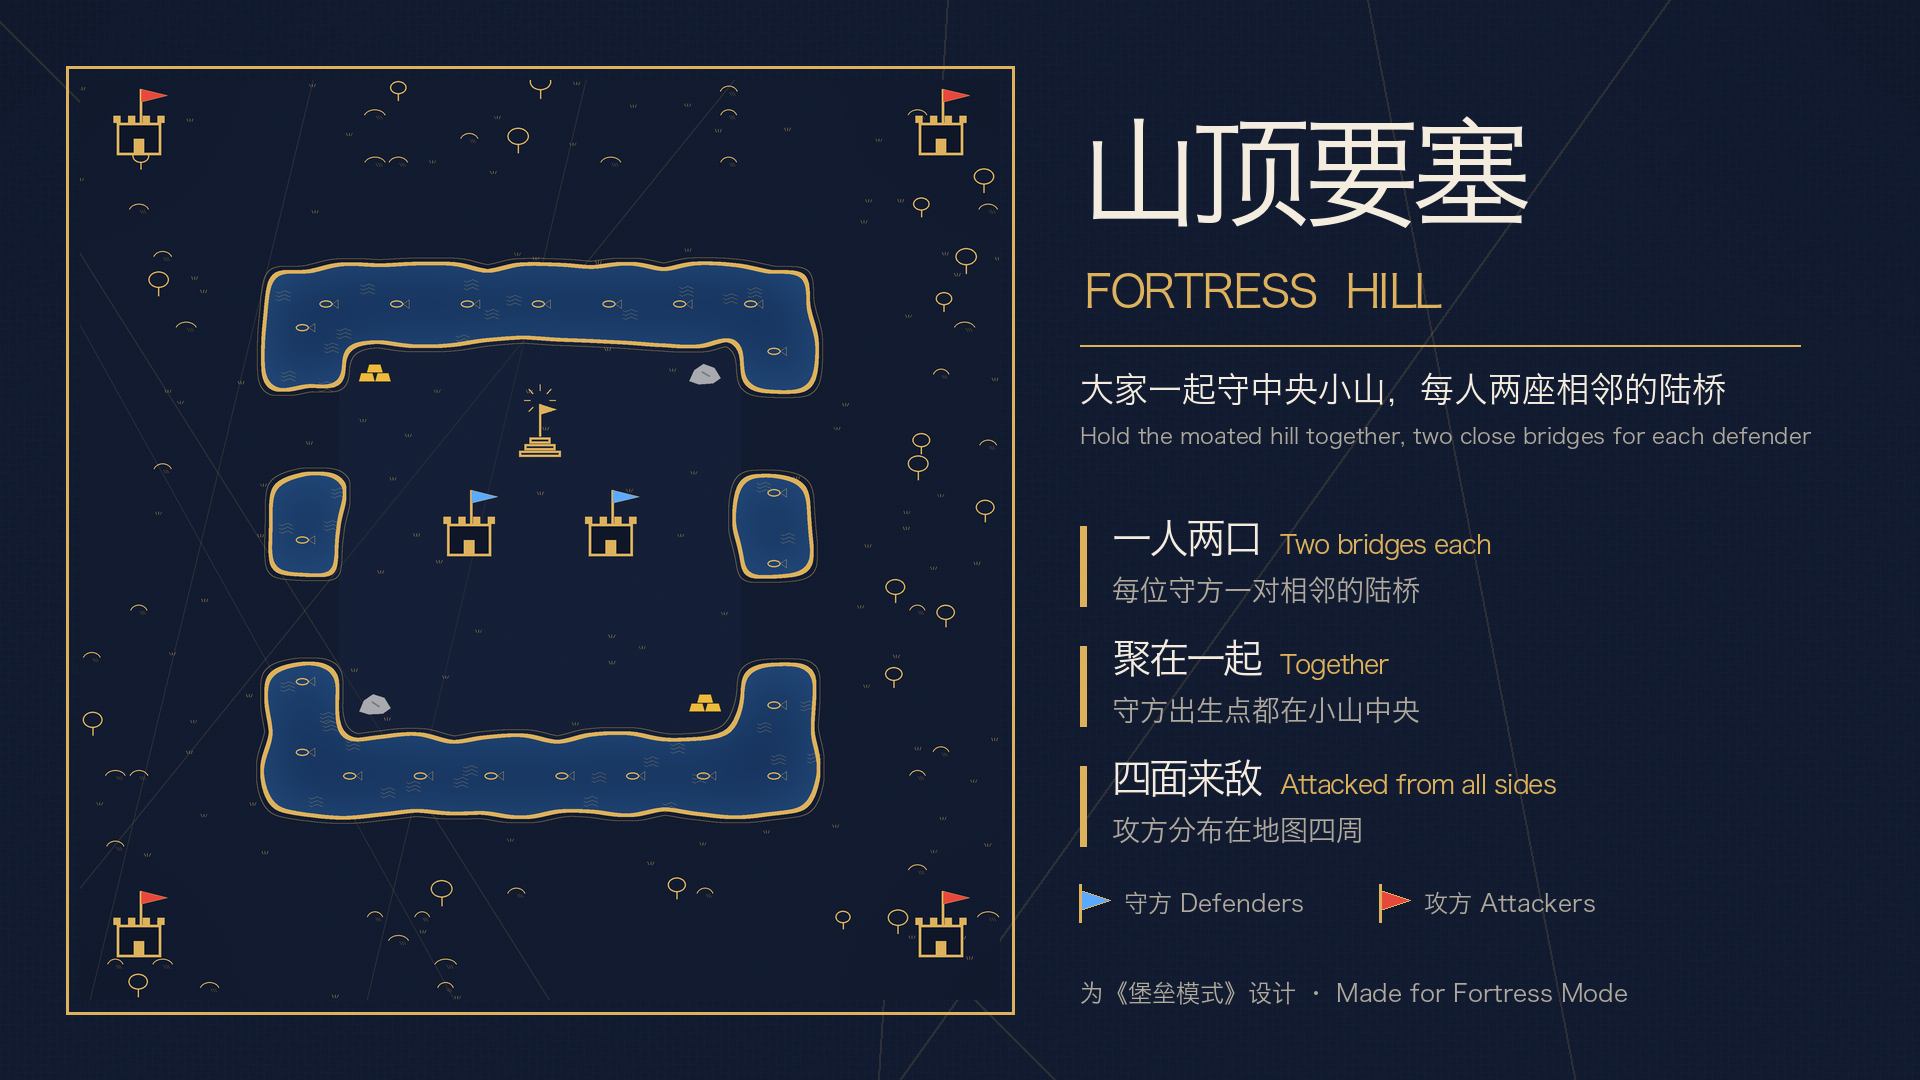 山顶要塞
FORTRESS HILL
大家一起守中央小山，每人两座相邻的陆桥
Hold the moated hill together, two close bridges for each defender
一人两口 Two bridges each
每位守方一对相邻的陆桥
聚在一起 Together
守方出生点都在小山中央
四面来敌 Attacked from all sides
攻方分布在地图四周
守方 Defenders 攻方 Attackers
为《堡垒模式》设计 · Made for Fortress Mode